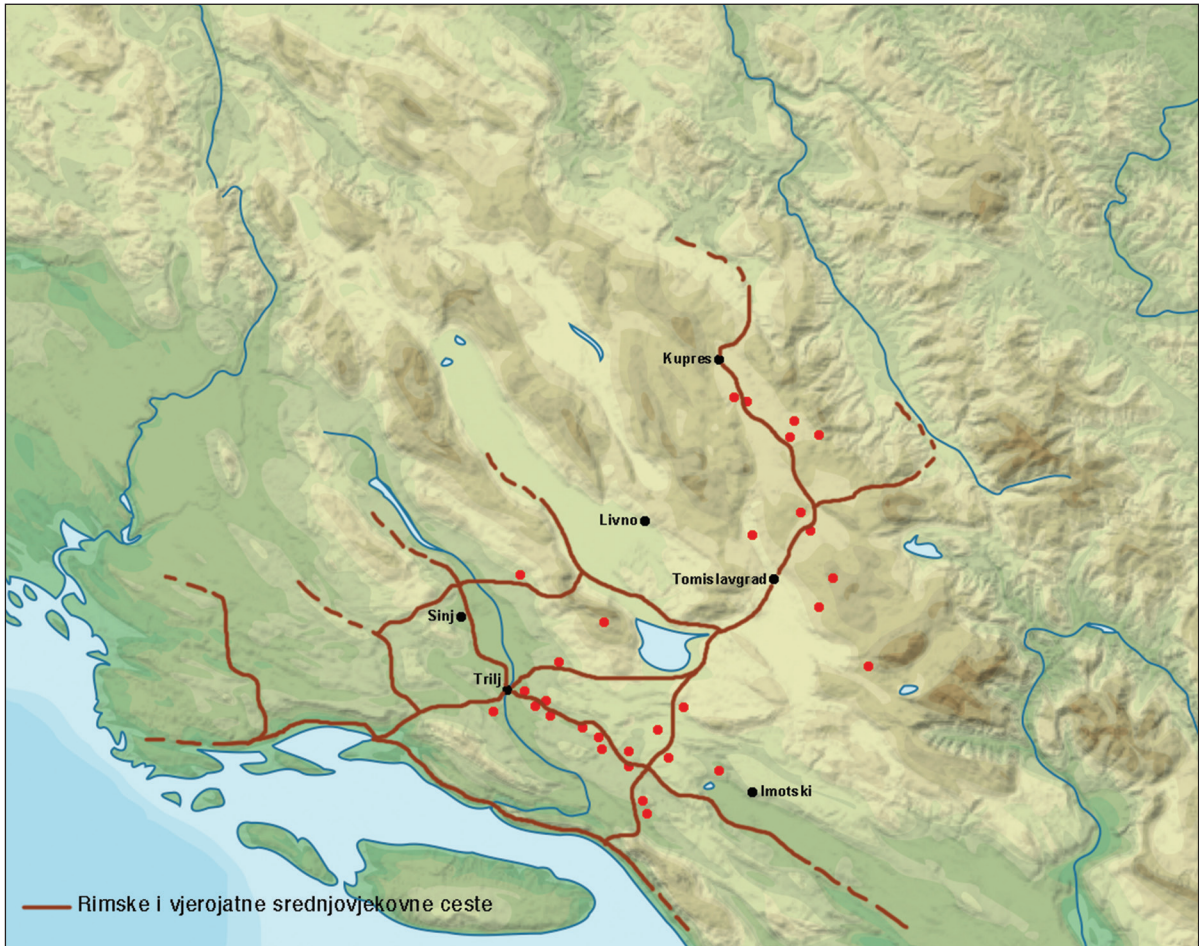 Kupres
Livno
Tomislavgrad
Sinj
Trilj
Imotski
Rimske i vjerojatne srednjovjekovne ceste